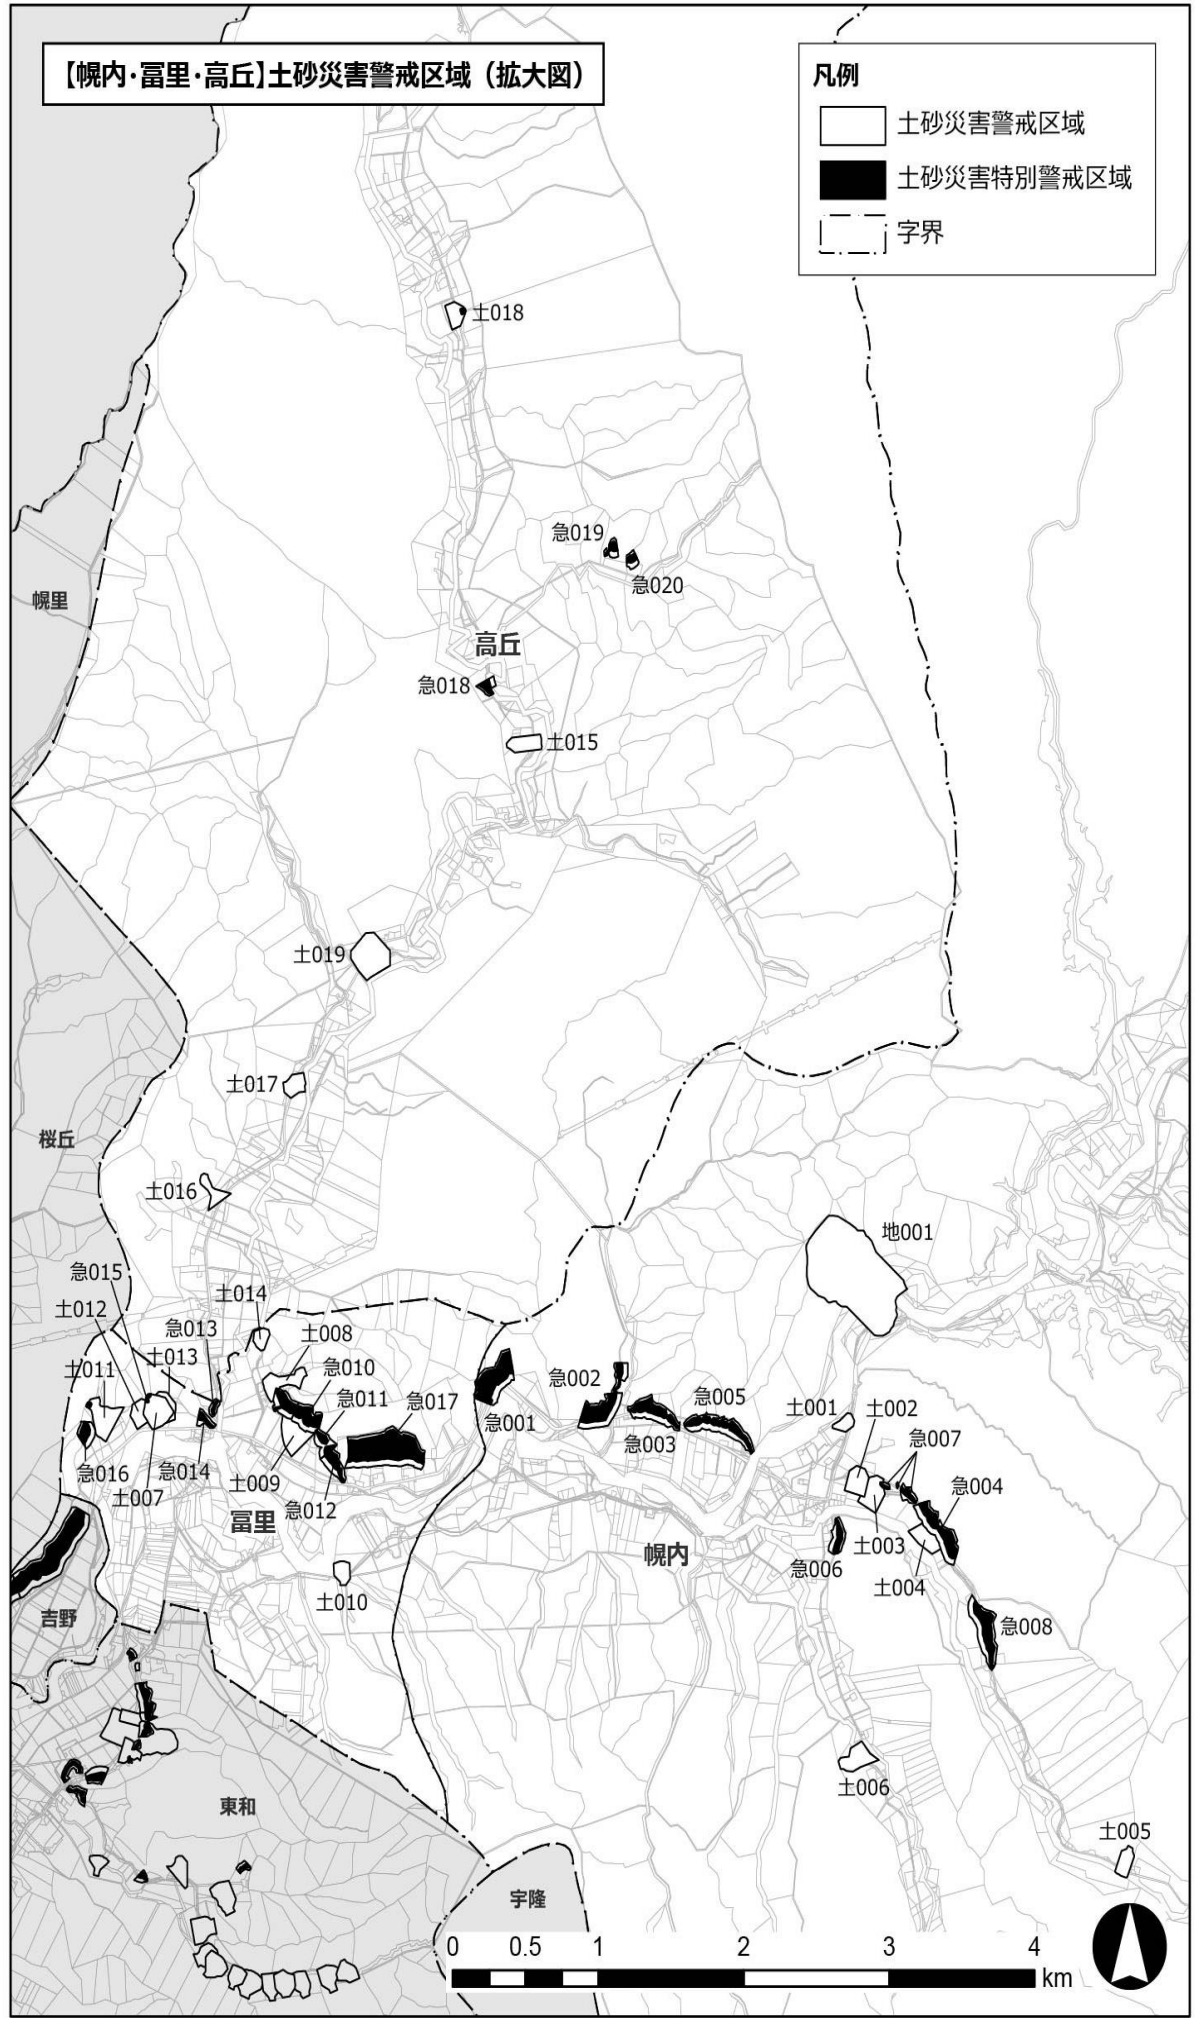 【幌内・冨里・高丘】土砂災害警戒区域（拡大図）
凡例
土砂災害警戒区域
土砂災害特別警戒区域
字界
土018
急019
急020
幌里
高丘
急018
土015
土019
土017
桜丘
土016
地001
急015
土014
土012
急013
土008
土013
急010
土011
急011
急002
急017
急005
急001
土001
土002
急003
急007
急016
急014
土009
急004
土007
急012
冨里
土003
幌内
急006
土004
土010
吉野
急008
土006
東和
土005
宇隆
0 0.5 1 2 3 4
km